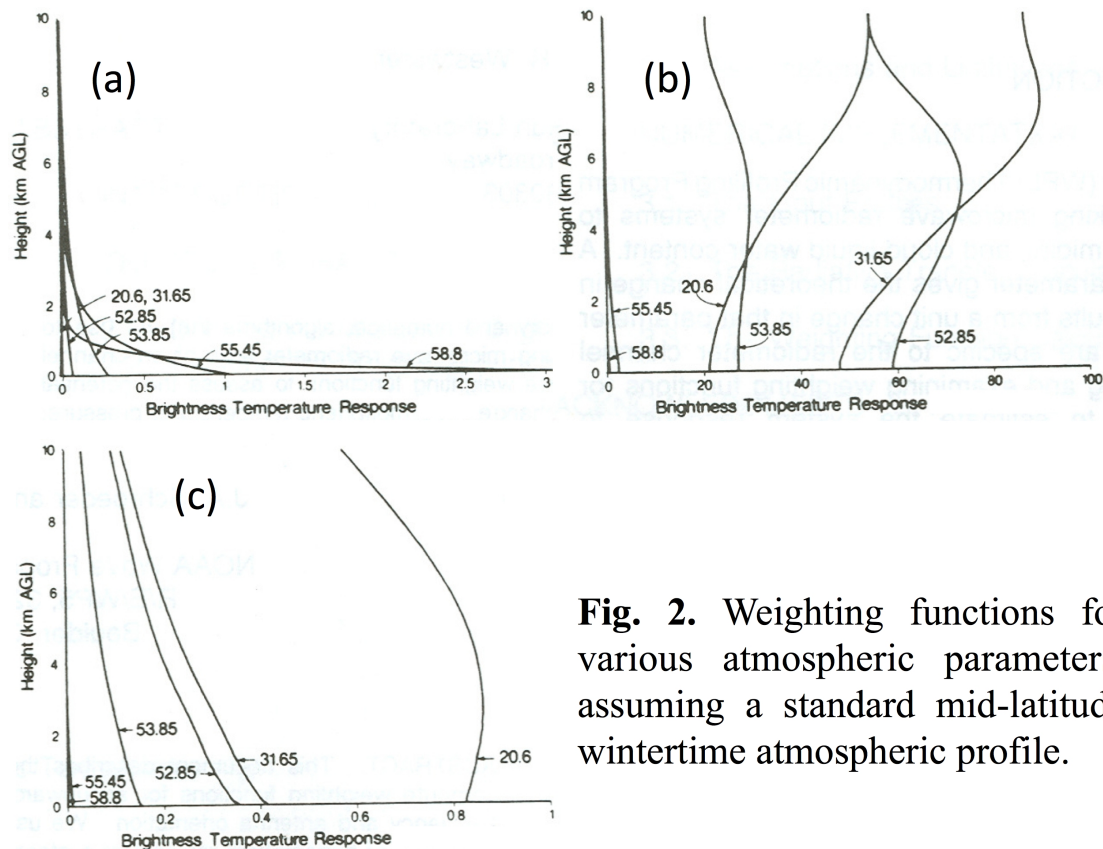 10
(a)
8
6
Height (km AGL)
4
2
20.6, 31.65
52.85
53.85
55.45
58.8
0
0 0.5 1 1.5 2 2.5 3
Brightness Temperature Response
10
(b)
8
6
Height (km AGL)
4
31.65
2
55.45
20.6
58.8
53.85
52.85
0
0 20 40 60 80 100
Brightness Temperature Response
10
(c)
8
6
Height (km AGL)
4
2
53.85
52.85
31.65
20.6
55.45
58.8
0
0 0.2 0.4 0.6 0.8 1
Brightness Temperature Response
Fig. 2. Weighting functions fo
various atmospheric parameter
assuming a standard mid-latitud
wintertime atmospheric profile.